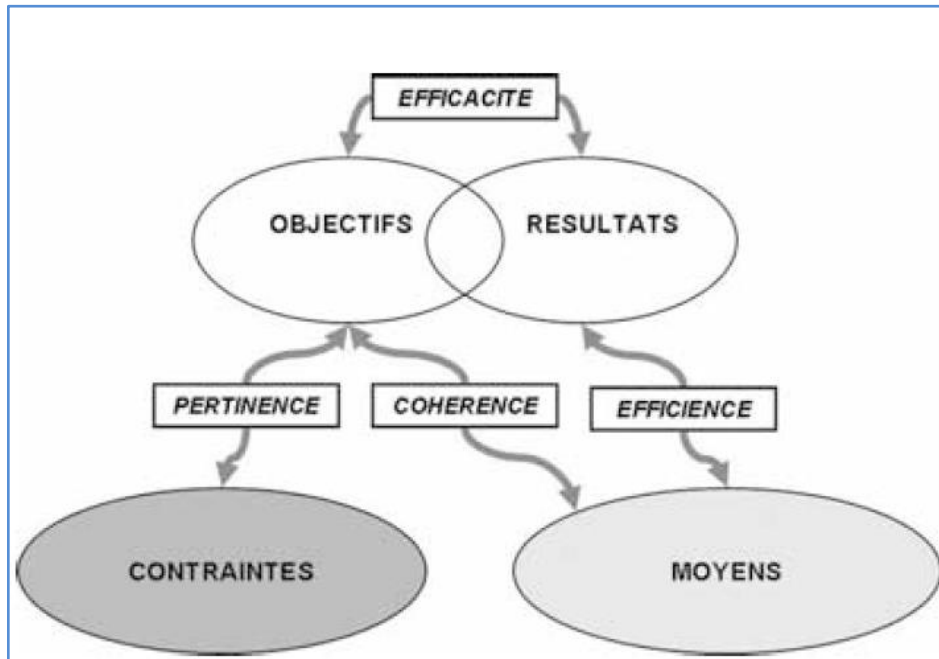 EFFICACITE
OBJECTIFS
RESULTATS
PERTINENCE
COHERENCE
EFFICIENCE
CONTRAINTES
MOYENS